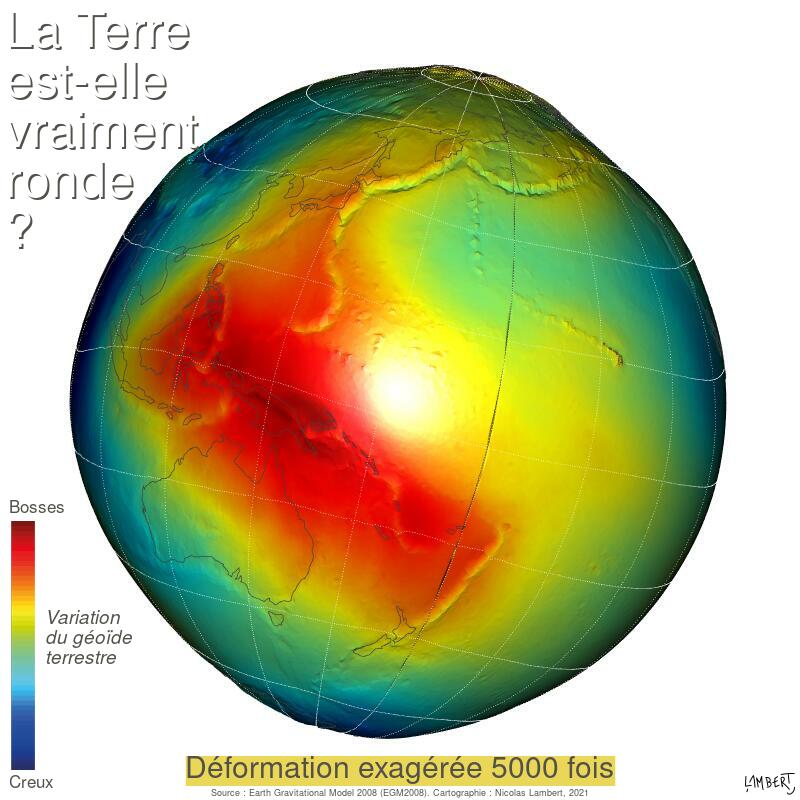 La Terre
est-elle
vraiment
ronde
?
Bosses
Variation
du géoïde
terrestre
Creux
Déformation exagérée 5000 fois
Source : Earth Gravitational Model 2008 (EGM2008). Cartographie : Nicolas Lambert, 2021
LAMBERT